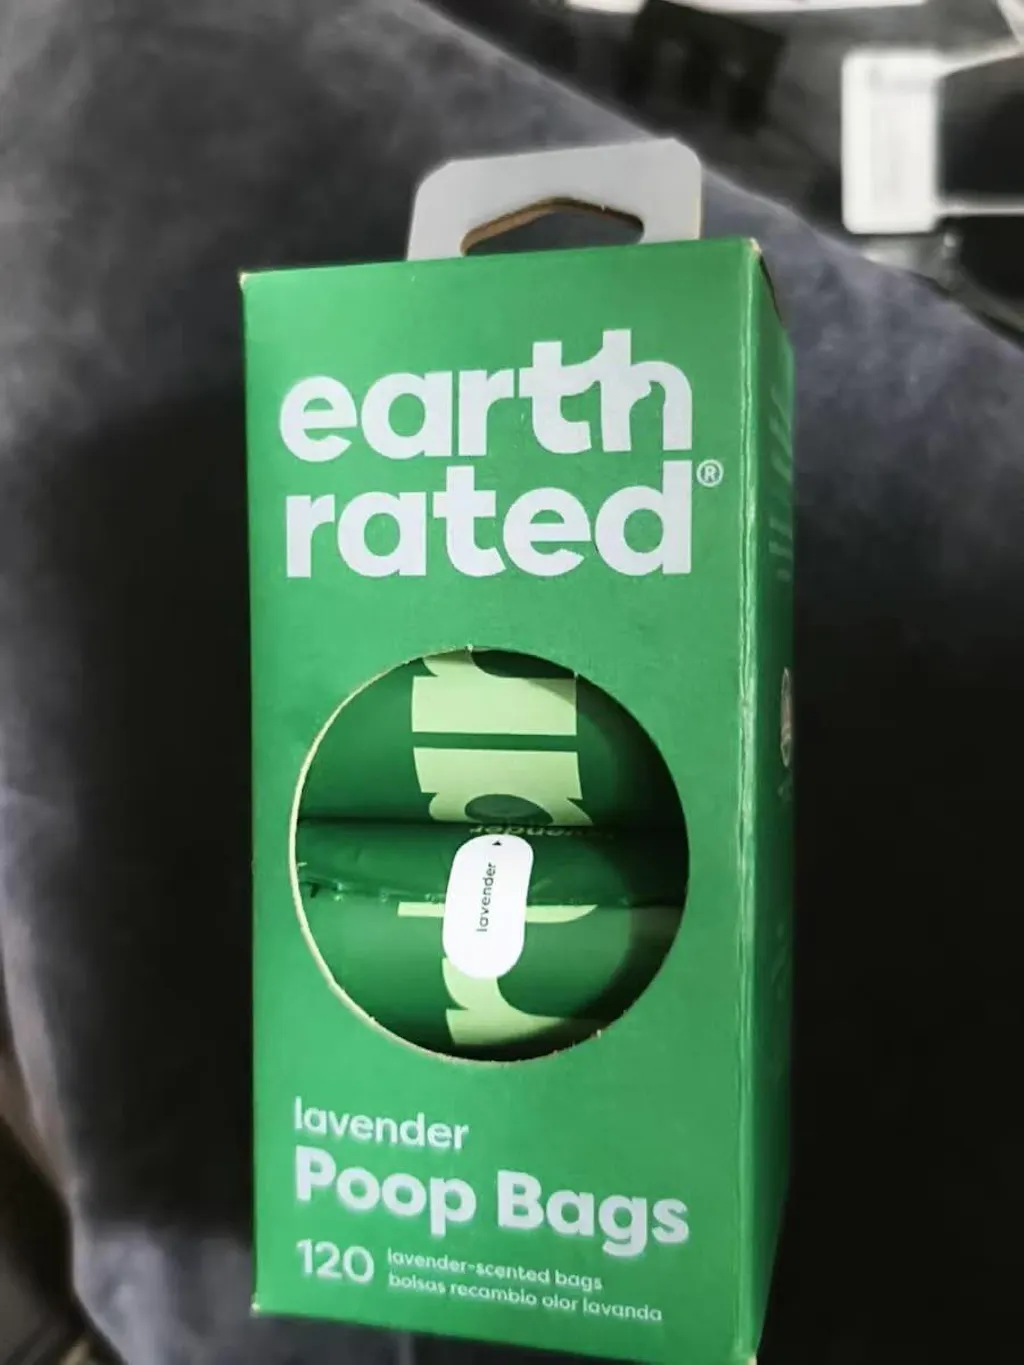 earth
rated®
lavender
lavender
Poop Bags
120 lavender-scented bags
bolsas recambio olor lavanda